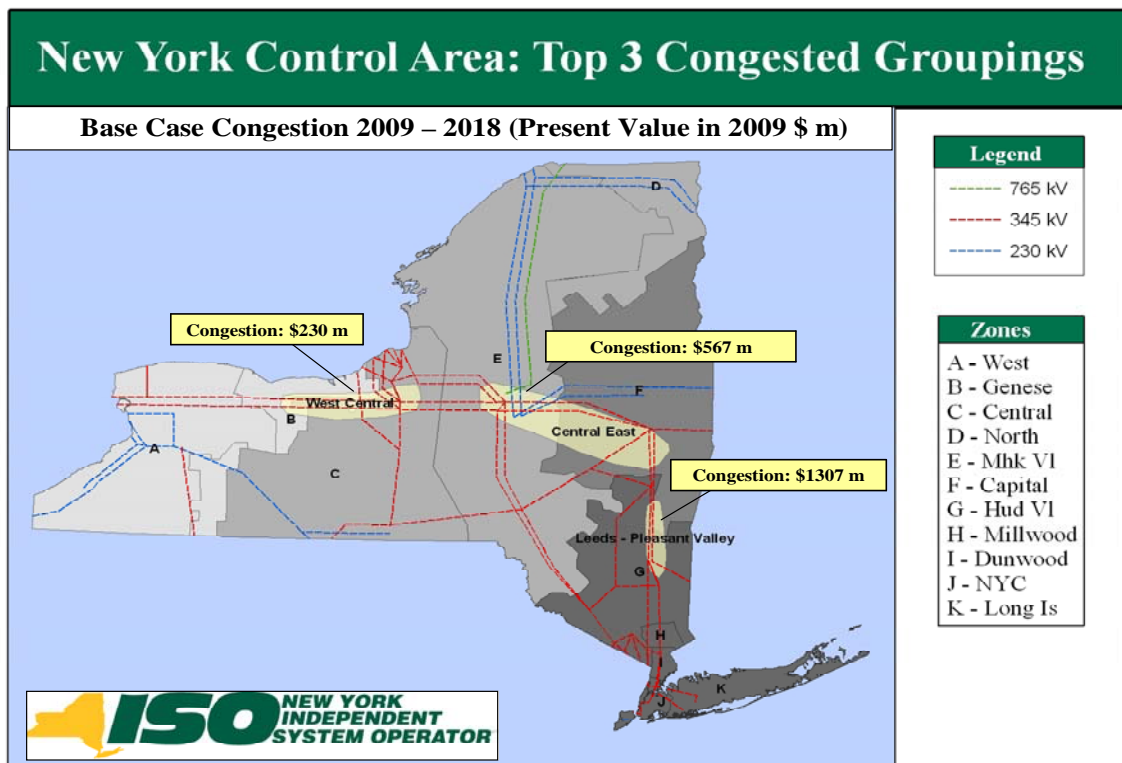 New York Control Area: Top 3 Congested Groupings
Base Case Congestion 2009 – 2018 (Present Value in 2009 $ m)
Legend
765 kV
345 kV
230 kV
D
Congestion: $230 m
E
Congestion: $567 m
F
West Central
B
Central East
A
C
Congestion: $1307 m
Leeds - Pleasant Valley
G
H
I
J
K
Zones
A - West
B - Genese
C - Central
D - North
E - Mhk Vl
F - Capital
G - Hud Vl
H - Millwood
I - Dunwood
J - NYC
K - Long Is
ISO
NEW YORK
INDEPENDENT
SYSTEM OPERATOR